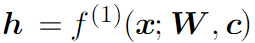 h = f^{(1)}(x; W, c)